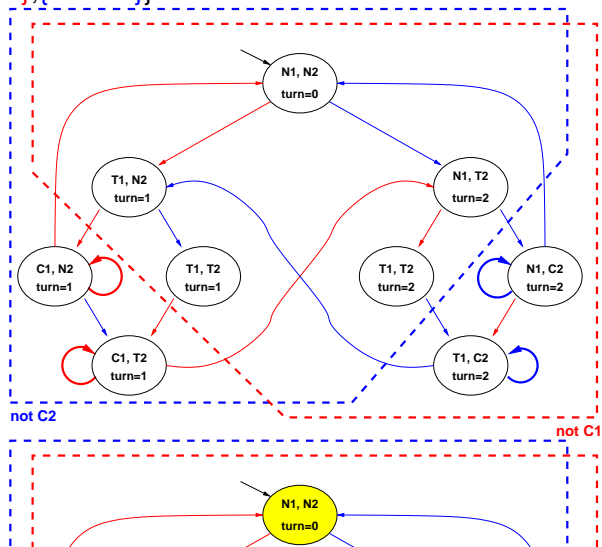 N1, N2
turn=0
T1, N2
turn=1
N1, T2
turn=2
C1, N2
turn=1
T1, T2
turn=1
T1, T2
turn=2
N1, C2
turn=2
C1, T2
turn=1
T1, C2
turn=2
not C2
not C1
N1, N2
turn=0